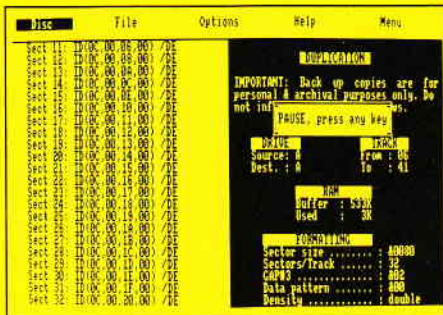 Disc File Options Help Menu
Sect 11: ID(0C,00,06,00) /DE
Sect 12: ID(0C,00,08,00) /DE
Sect 13: ID(0C,00,0A,00) /DE
Sect 14: ID(0C,00,0C,00) /DE
Sect 15: ID(0C,00,0E,00) /DE
Sect 16: ID(0C,00,10,00) /DE
Sect 17: ID(0C,00,11,00) /DE
Sect 18: ID(0C,00,12,00) /DE
Sect 19: ID(0C,00,13,00) /DE
Sect 20: ID(0C,00,14,00) /DE
Sect 21: ID(0C,00,15,00) /DE
Sect 22: ID(0C,00,16,00) /DE
Sect 23: ID(0C,00,17,00) /DE
Sect 24: ID(0C,00,18,00) /DE
Sect 25: ID(0C,00,19,00) /DE
Sect 26: ID(0C,00,1A,00) /DE
Sect 27: ID(0C,00,1B,00) /DE
Sect 28: ID(0C,00,1C,00) /DE
Sect 29: ID(0C,00,1D,00) /DE
Sect 30: ID(0C,00,1E,00) /DE
Sect 31: ID(0C,00,1F,00) /DE
Sect 32: ID(0C,00,20,00) /DE
DUPLICATION
IMPORTANT: Back up copies are for
personal & archival purposes only. Do
not
PAUSE, press any key
DRIVE TRACK
Source: A From : 06
Dest. : A To : 41
RAM
Buffer : 533K
Used : 3K
FORMATTING
Sector size ....... : &0080
Sectors/Track ..... : 32
GAP#3 ............. : &02
Data pattern ...... : &00
Density ........... : double